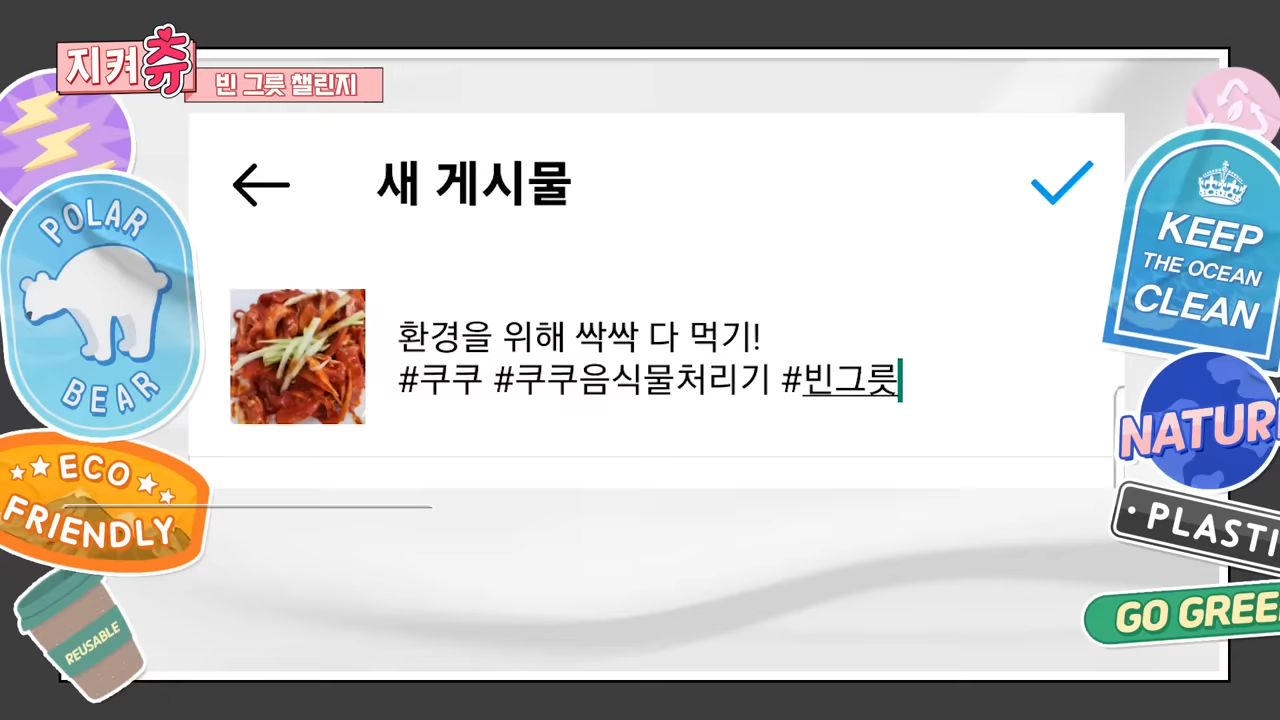 지켜츄
빈 그릇 챌린지
새 게시물
환경을 위해 싹싹 다 먹기!
#쿠쿠 #쿠쿠음식물처리기 #빈그릇
POLAR
BEAR
ECO
FRIENDLY
REUSABLE
KEEP
THE OCEAN
CLEAN
NATUR
PLASTI
GO GREE